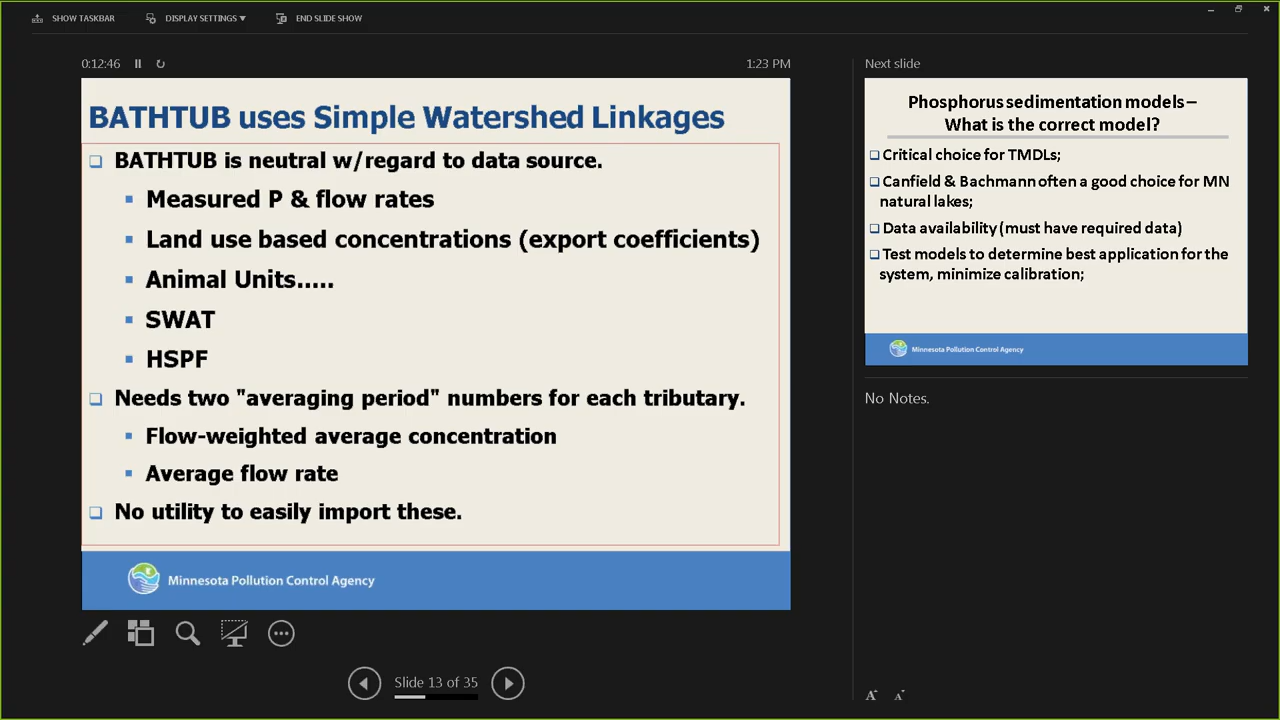 SHOW TASKBAR
DISPLAY SETTINGS
END SLIDE SHOW
0:12:46
1:23 PM
BATHTUB uses Simple Watershed Linkages
BATHTUB is neutral w/regard to data source.
Measured P & flow rates
Land use based concentrations (export coefficients)
Animal Units.....
SWAT
HSPF
Needs two "averaging period" numbers for each tributary.
Flow-weighted average concentration
Average flow rate
No utility to easily import these.
Minnesota Pollution Control Agency
Slide 13 of 35
Next slide
Phosphorus sedimentation models –
What is the correct model?
Critical choice for TMDLs;
Canfield & Bachmann often a good choice for MN
natural lakes;
Data availability (must have required data)
Test models to determine best application for the
system, minimize calibration;
Minnesota Pollution Control Agency
No Notes.
A A